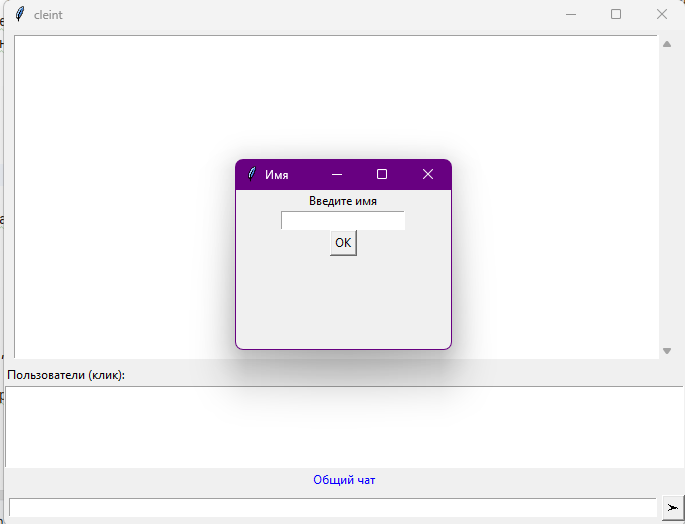 cleint
Имя
Введите имя
OK
Пользователи (клик):
Общий чат
➤